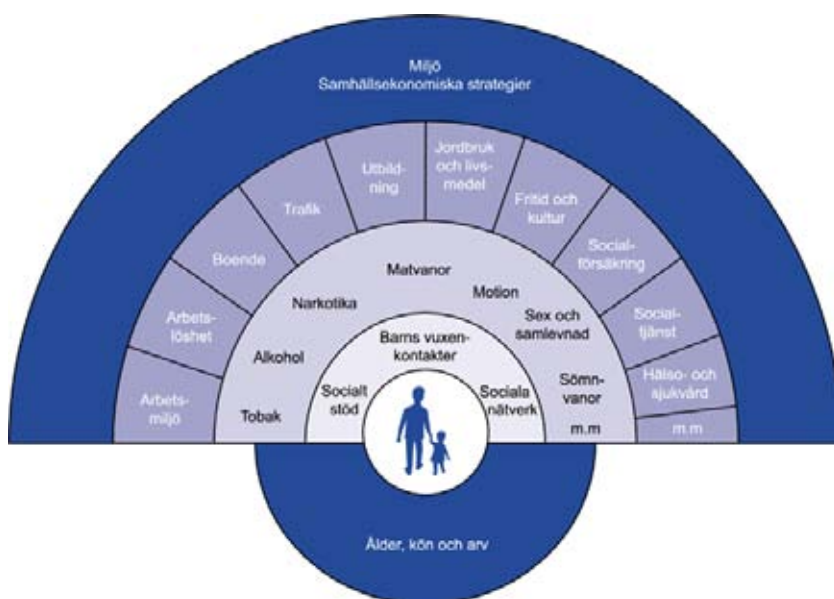 Miljö
Samhällsekonomiska strategier
Arbets-
miljö
Arbets-
löshet
Boende
Trafik
Utbild-
ning
Jordbruk
och livs-
medel
Fritid och
kultur
Social-
försäkring
Social-
tjänst
Hälso- och
sjukvård
m.m
Tobak
Alkohol
Narkotika
Matvanor
Motion
Sex och
samlevnad
Sömn-
vanor
m.m
Socialt
stöd
Barns vuxen-
kontakter
Sociala
nätverk
Ålder, kön och arv